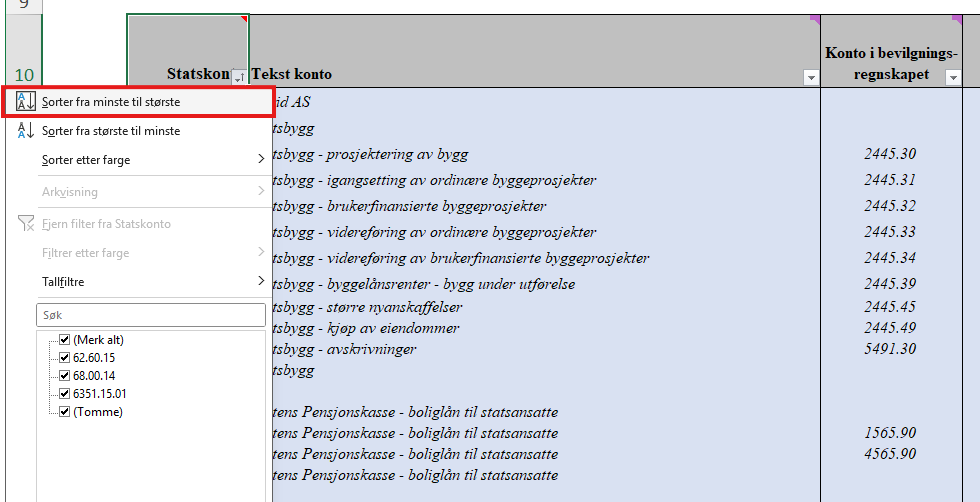 9
10
Statskon
Tekst konto
Konto i bevilgnings-
regnskapet
Sorter fra minste til største
Sorter fra største til minste
Sorter etter farge
Arkvisning
Fjern filter fra Statskonto
Filtrer etter farge
Tallfiltre
Søk
(Merk alt)
62.60.15
68.00.14
6351.15.01
(Tomme)
id AS
tsbygg
tsbygg - prosjektering av bygg 2445.30
tsbygg - igangsetting av ordinære byggeprosjekter 2445.31
tsbygg - brukerfinansierte byggeprosjekter 2445.32
tsbygg - videreføring av ordinære byggeprosjekter 2445.33
tsbygg - videreføring av brukerfinansierte byggeprosjekter 2445.34
tsbygg - byggelånsrenter - bygg under utførelse 2445.39
tsbygg - større nyanskaffelser 2445.45
tsbygg - kjøp av eiendommer 2445.49
tsbygg - avskrivninger 5491.30
tsbygg
tens Pensjonskasse - boliglån til statsansatte
tens Pensjonskasse - boliglån til statsansatte 1565.90
tens Pensjonskasse - boliglån til statsansatte 4565.90
tens Pensjonskasse - boliglån til statsansatte